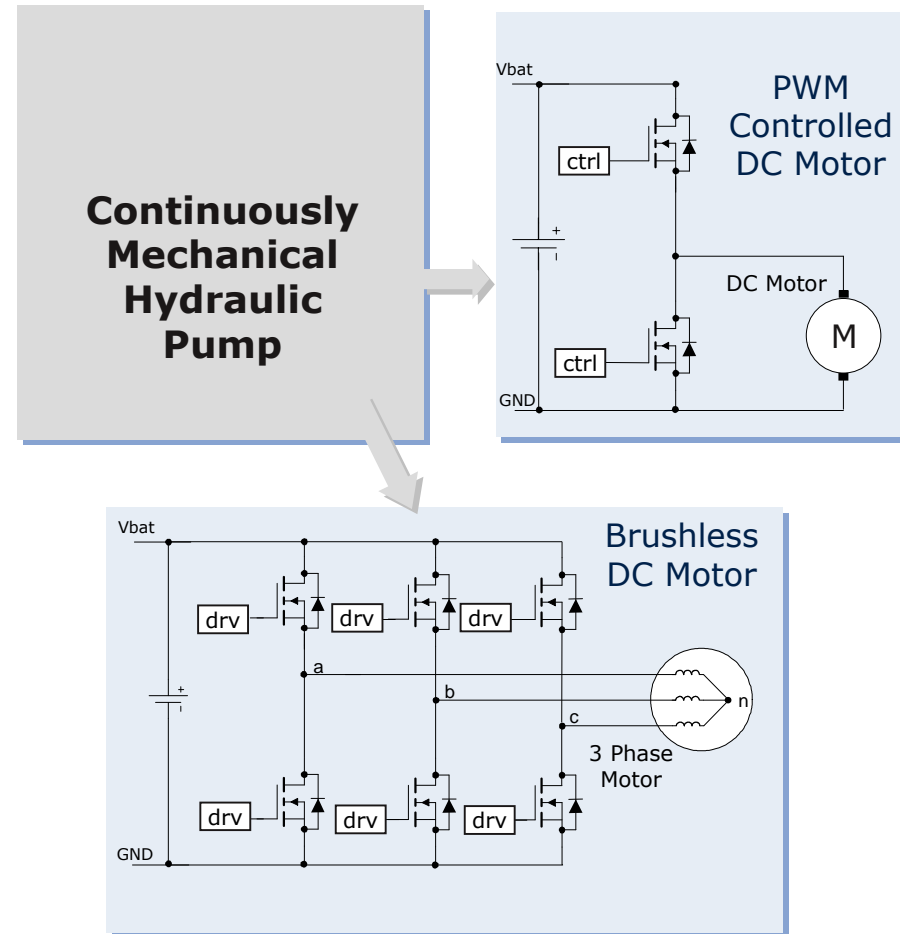 Continuously
Mechanical
Hydraulic
Pump
Vbat
PWM
Controlled
DC Motor
ctrl
+
−
DC Motor
M
ctrl
GND
Vbat
Brushless
DC Motor
drv drv drv
a
b
n
+
−
c
3 Phase
Motor
drv drv drv
GND